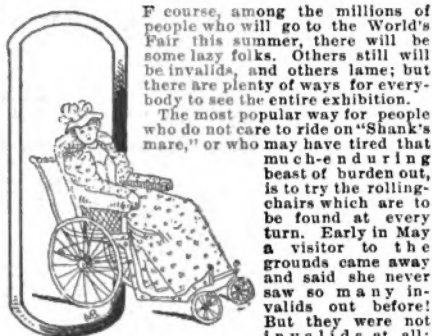 OF course, among the millions of
people who will go to the World's
Fair this summer, there will be
some lazy folks. Others still will
be invalids, and others lame; but
there are plenty of ways for every-
body to see the entire exhibition.
The most popular way for people
who do not care to ride on "Shank's
mare," or who may have tired that
much-enduring
beast of burden out,
is to try the rolling-
chairs which are to
be found at every
turn. Early in May
a visitor to the
grounds came away
and said she never
saw so many in-
valids out before!
But they were not